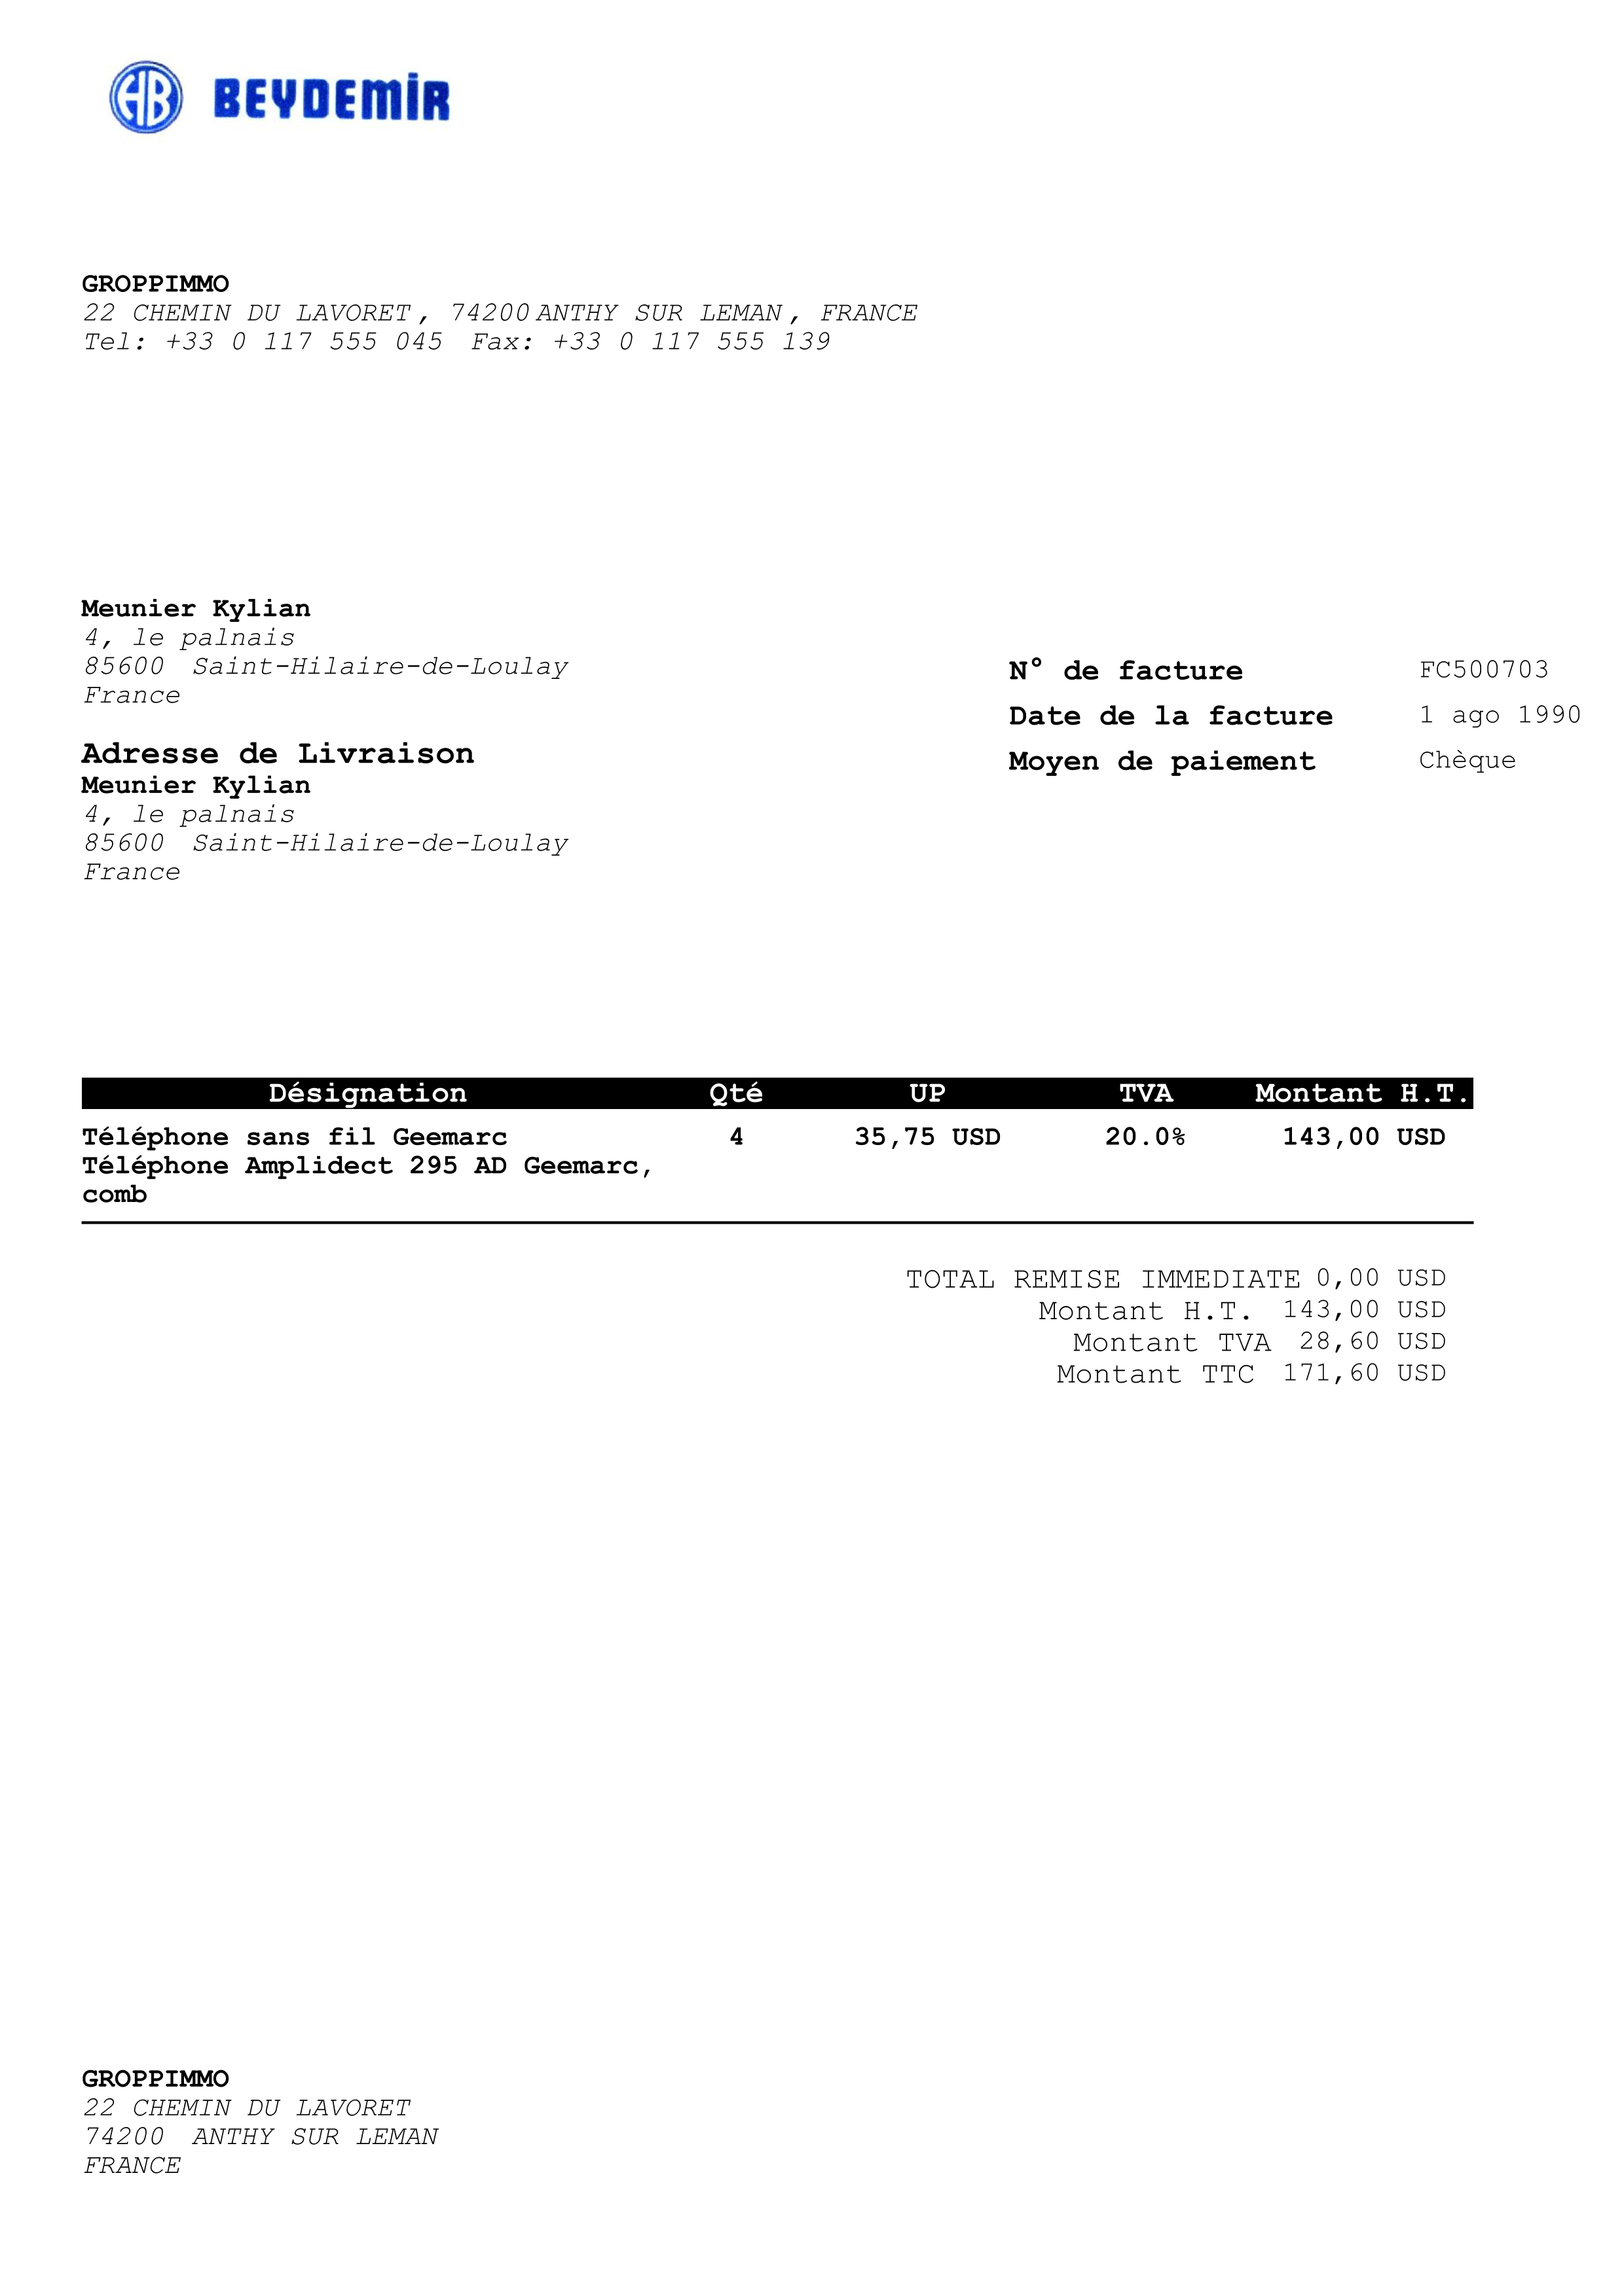 HB BEYDEMİR
GROPPIMMO
22 CHEMIN DU LAVORET, 74200 ANTHY SUR LEMAN, FRANCE
Tel: +33 0 117 555 045 Fax: +33 0 117 555 139
Meunier Kylian
4, le palnais
85600 Saint-Hilaire-de-Loulay
France
N° de facture FC500703
Date de la facture 1 ago 1990
Moyen de paiement Chèque
Adresse de Livraison
Meunier Kylian
4, le palnais
85600 Saint-Hilaire-de-Loulay
France
Désignation Qté UP TVA Montant H.T.
Téléphone sans fil Geemarc 4 35,75 USD 20.0% 143,00 USD
Téléphone Amplidect 295 AD Geemarc,
comb
TOTAL REMISE IMMEDIATE 0,00 USD
Montant H.T. 143,00 USD
Montant TVA 28,60 USD
Montant TTC 171,60 USD
GROPPIMMO
22 CHEMIN DU LAVORET
74200 ANTHY SUR LEMAN
FRANCE